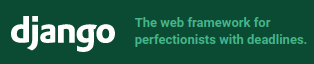 django
The web framework for
perfectionists with deadlines.